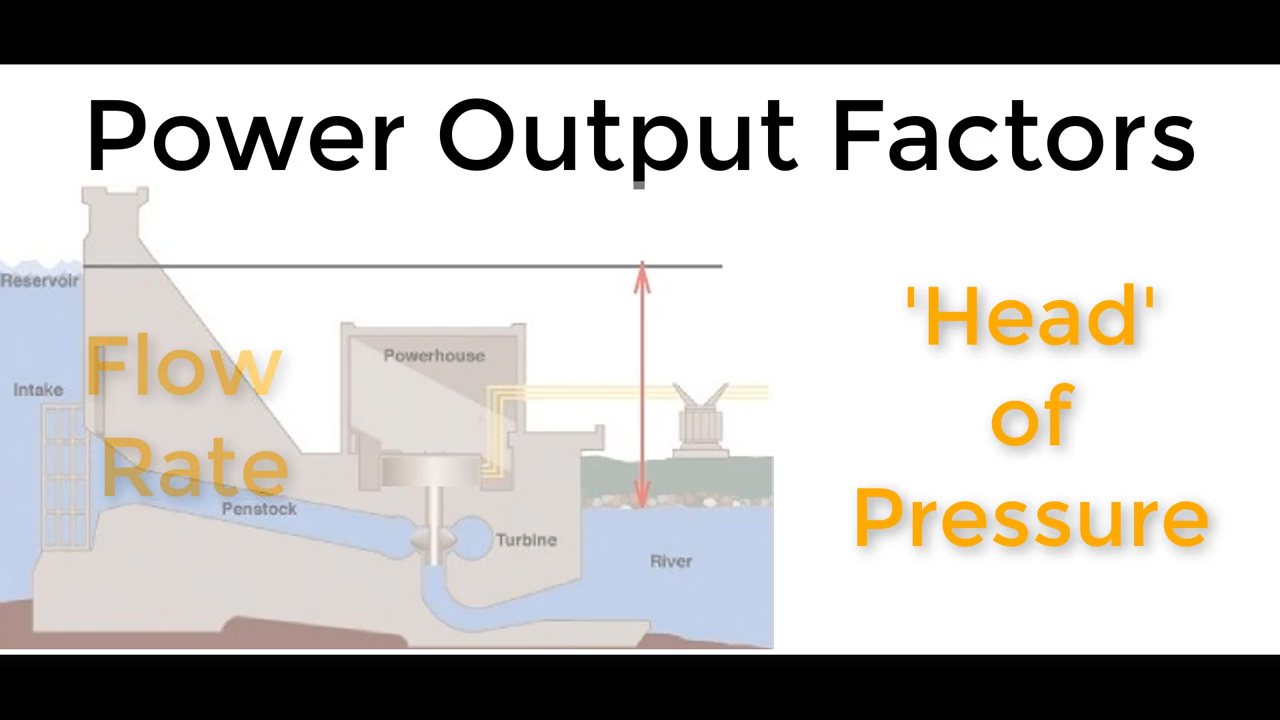 Power Output Factors
Reservoir
Intake
Flow
Rate
Penstock
Powerhouse
Turbine
River
'Head'
of
Pressure